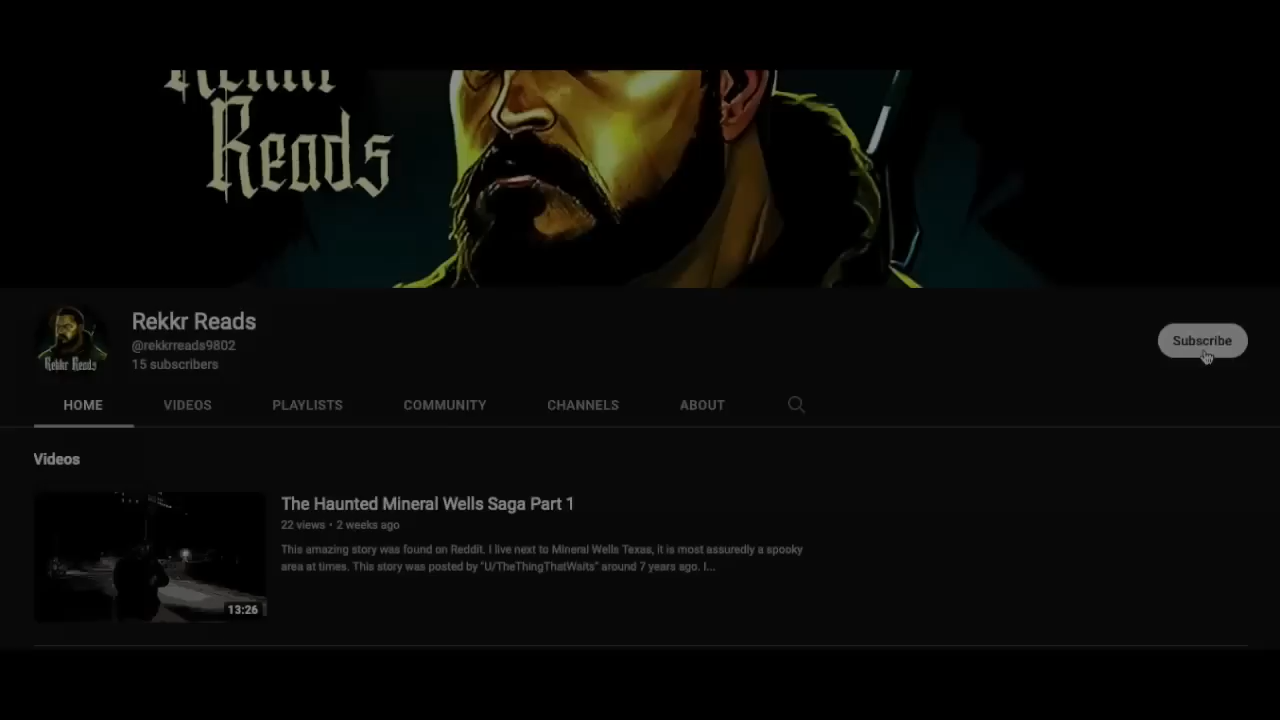 Rekkr
Reads
Rekkr Reads
Rekkr Reads
@rekkrreads9802
15 subscribers
Subscribe
HOME VIDEOS PLAYLISTS COMMUNITY CHANNELS ABOUT
Videos
The Haunted Mineral Wells Saga Part 1
22 views • 2 weeks ago
This amazing story was found on Reddit. I live next to Mineral Wells Texas, it is most assuredly a spooky
area at times. This story was posted by "U/TheThingThatWaits" around 7 years ago. I...
13:26